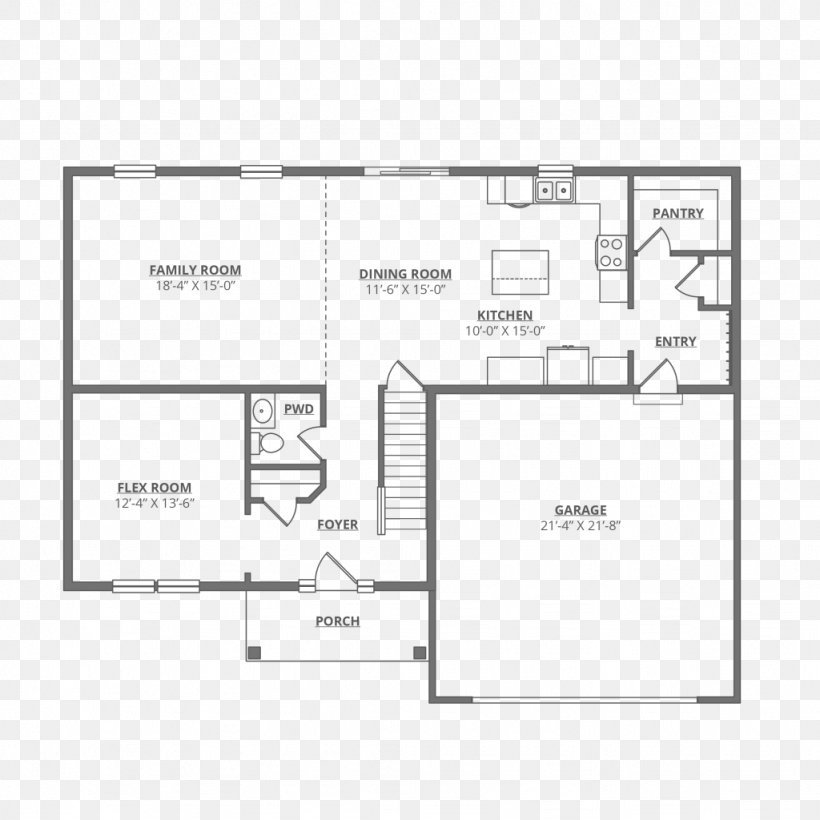 PANTRY
FAMILY ROOM
18'-4" X 15'-0"
DINING ROOM
11'-6" X 15'-0"
KITCHEN
10'-0" X 15'-0"
ENTRY
PWD
FLEX ROOM
12'-4" X 13'-6"
FOYER
GARAGE
21'-4" X 21'-8"
PORCH